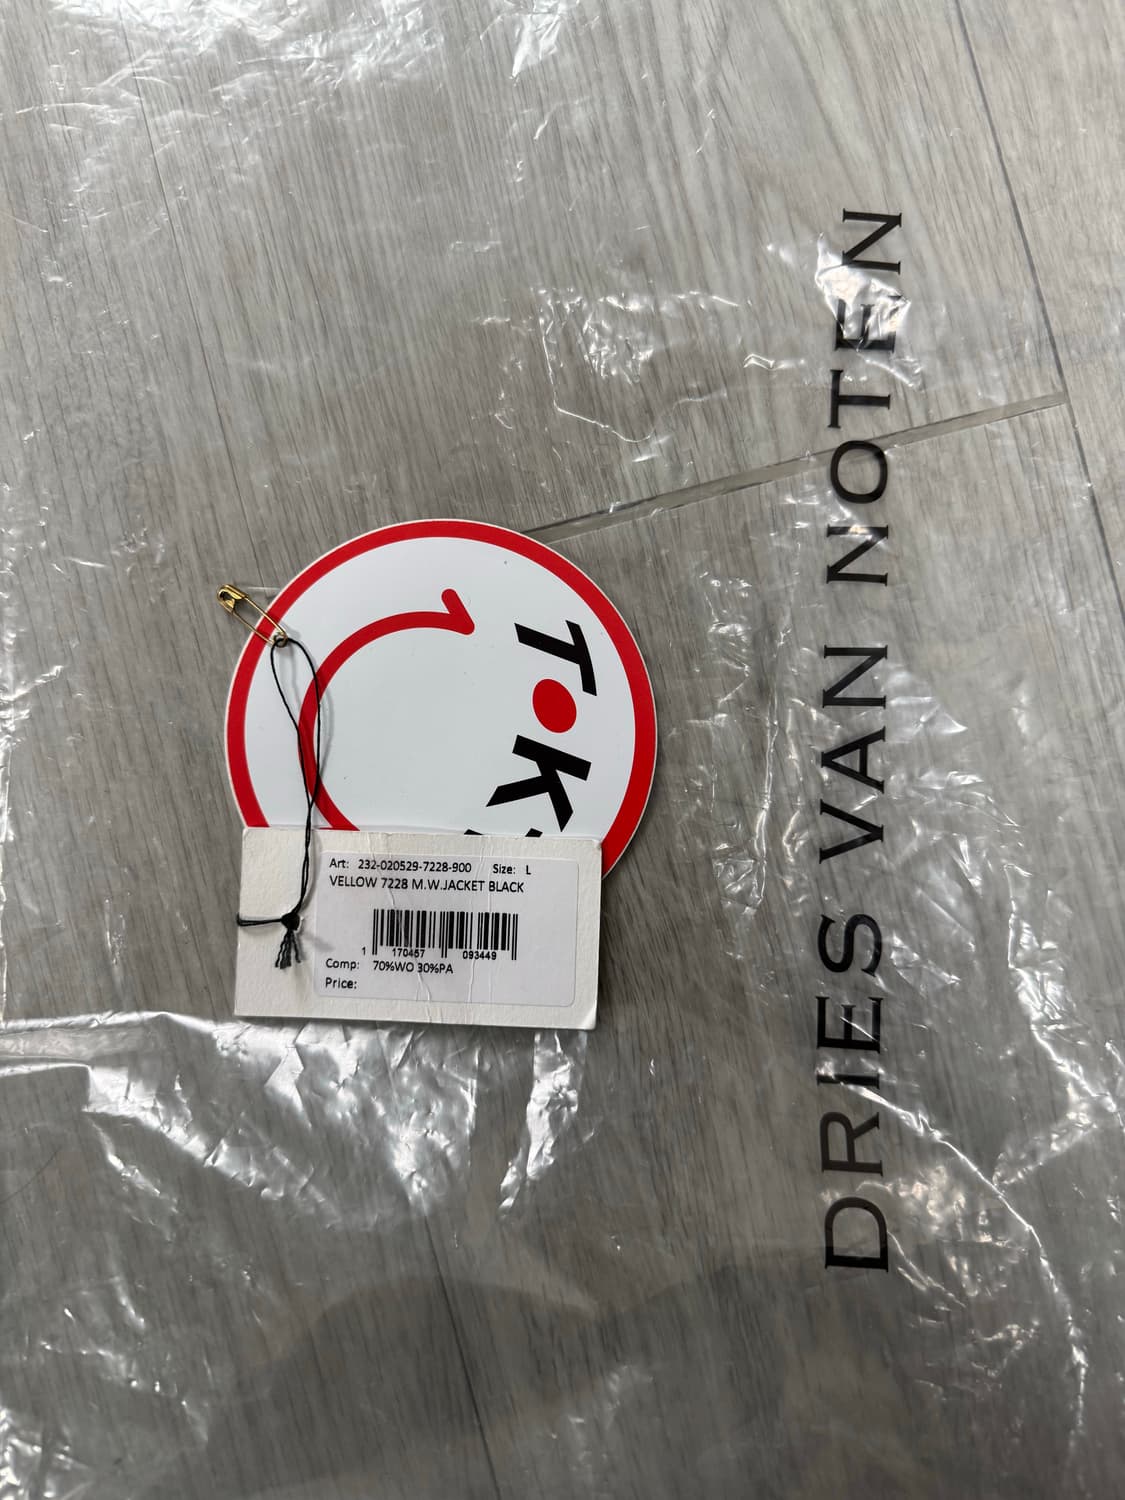 DRIES VAN NOTEN
T●K
Art: 232-020529-7228-900 Size: L
VELLOW 7228 M.W.JACKET BLACK
1 170457 093449
Comp: 70%WO 30%PA
Price: